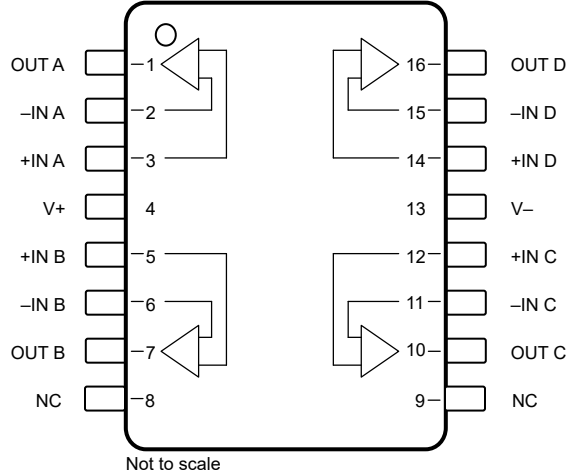 OUT A 1 16 OUT D
–IN A 2 15 –IN D
+IN A 3 14 +IN D
V+ 4 13 V–
+IN B 5 12 +IN C
–IN B 6 11 –IN C
OUT B 7 10 OUT C
NC 8 9 NC
Not to scale